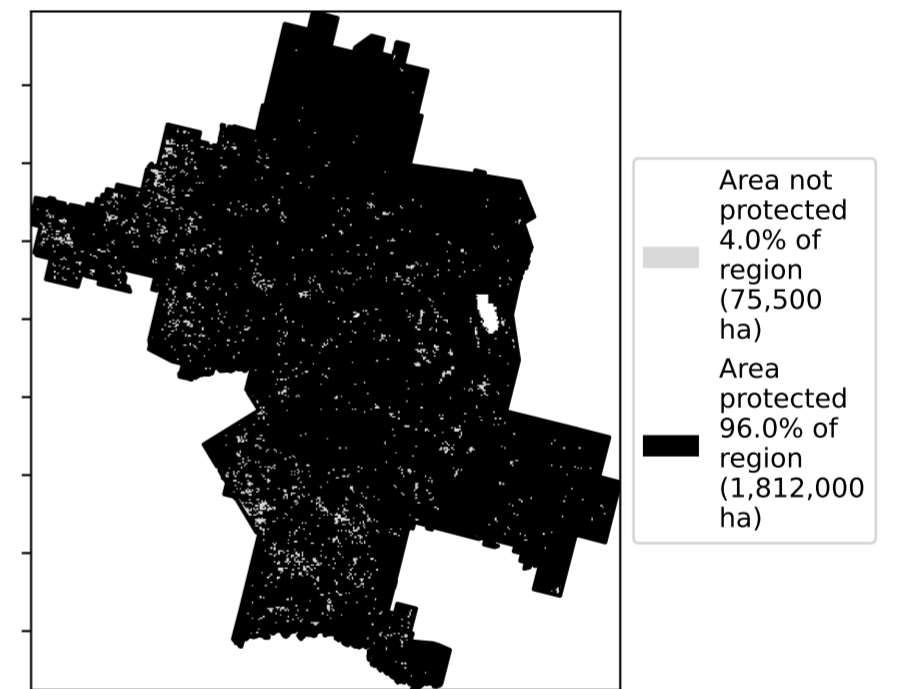 Area not
protected
4.0% of
region
(75,500
ha)
Area
protected
96.0% of
region
(1,812,000
ha)